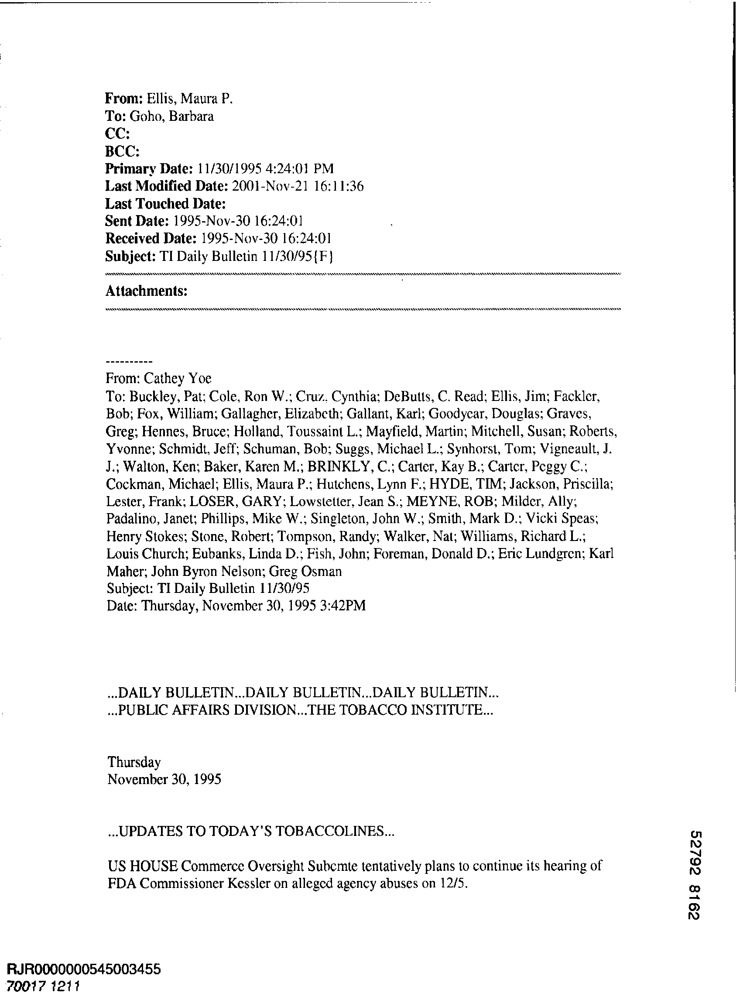 From: Ellis, Maura P.
To: Goho, Barbara
CC:
BCC:
Primary Date: 11/30/1995 4:24:01 PM
Last Modified Date: 2001-Nov-21 16:11:36
Last Touched Date:
Sent Date: 1995-Nov-30 16:24:01
Received Date: 1995-Nov-30 16:24:01
Subject: TI Daily Bulletin 11/30/95{F}
Attachments:
----------
From: Cathey Yoe
To: Buckley, Pat; Cole, Ron W.; Cruz, Cynthia; DeButts, C. Read; Ellis, Jim; Fackler,
Bob; Fox, William; Gallagher, Elizabeth; Gallant, Karl; Goodyear, Douglas; Graves,
Greg; Hennes, Bruce; Holland, Toussaint L.; Mayfield, Martin; Mitchell, Susan; Roberts,
Yvonne; Schmidt, Jeff; Schuman, Bob; Suggs, Michael L.; Synhorst, Tom; Vigneault, J.
J.; Walton, Ken; Baker, Karen M.; BRINKLY, C.; Carter, Kay B.; Carter, Peggy C.;
Cockman, Michael; Ellis, Maura P.; Hutchens, Lynn F.; HYDE, TIM; Jackson, Priscilla;
Lester, Frank; LOSER, GARY; Lowstetter, Jean S.; MEYNE, ROB; Milder, Ally;
Padalino, Janet; Phillips, Mike W.; Singleton, John W.; Smith, Mark D.; Vicki Speas;
Henry Stokes; Stone, Robert; Tompson, Randy; Walker, Nat; Williams, Richard L.;
Louis Church; Eubanks, Linda D.; Fish, John; Foreman, Donald D.; Eric Lundgren; Karl
Maher; John Byron Nelson; Greg Osman
Subject: TI Daily Bulletin 11/30/95
Date: Thursday, November 30, 1995 3:42PM
...DAILY BULLETIN...DAILY BULLETIN...DAILY BULLETIN...
...PUBLIC AFFAIRS DIVISION...THE TOBACCO INSTITUTE...
Thursday
November 30, 1995
...UPDATES TO TODAY'S TOBACCOLINES...
US HOUSE Commerce Oversight Subcmte tentatively plans to continue its hearing of
FDA Commissioner Kessler on alleged agency abuses on 12/5.
52792 8162
RJR0000000545003455
70017 1211